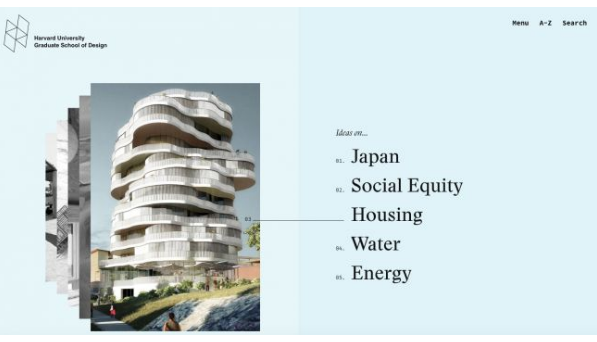 Harvard University
Graduate School of Design
Menu A–Z Search
Ideas on...
01. Japan
02. Social Equity
03 Housing
04. Water
05. Energy